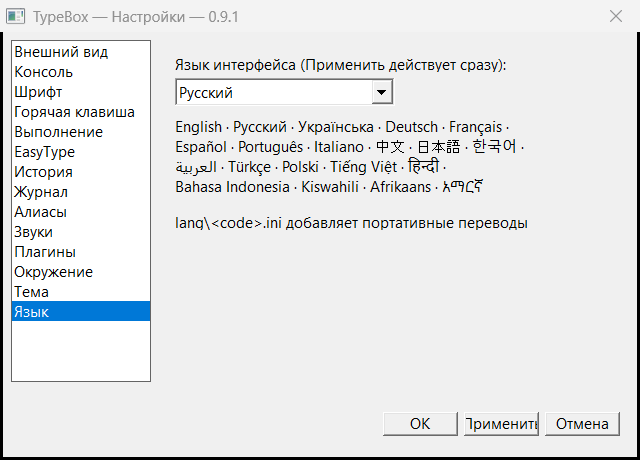 TypeBox — Настройки — 0.9.1
Внешний вид
Консоль
Шрифт
Горячая клавиша
Выполнение
EasyType
История
Журнал
Алиасы
Звуки
Плагины
Окружение
Тема
Язык
Язык интерфейса (Применить действует сразу):
Русский
English · Русский · Українська · Deutsch · Français ·
Español · Português · Italiano · 中文 · 日本語 · 한국어 ·
العربية · Türkçe · Polski · Tiếng Việt · हिन्दी ·
Bahasa Indonesia · Kiswahili · Afrikaans · አማርኛ
lang\<code>.ini добавляет портативные переводы
OK
Применить
Отмена